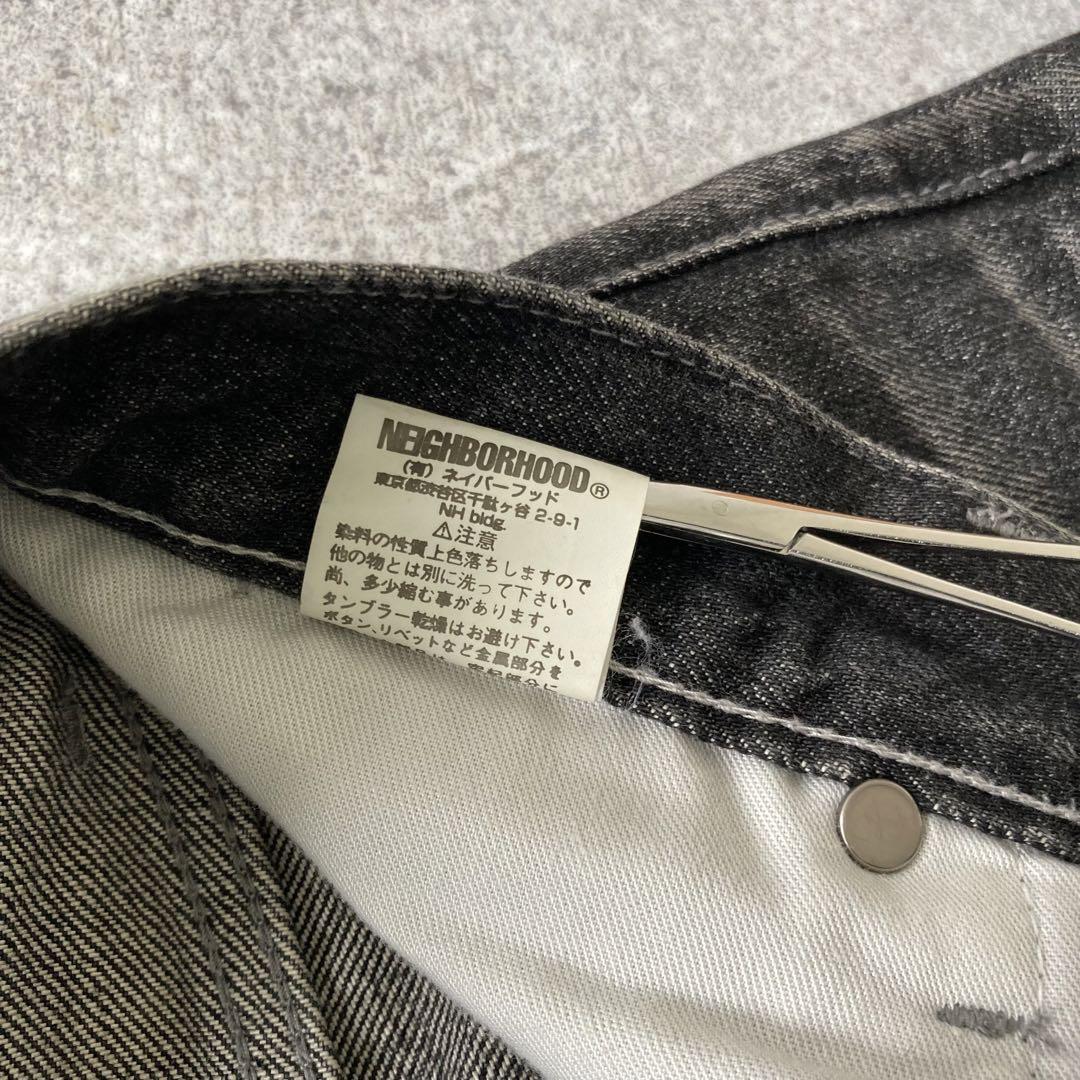 NEIGHBORHOOD®
(有) ネイバーフッド
東京都渋谷区千駄ヶ谷 2-9-1
NH bldg.
⚠注意
染料の性質上色落ちしますので
他の物とは別に洗って下さい。
尚、多少縮む事があります。
タンブラー乾燥はお避け下さい。
ボタン、リベットなど金属部分を